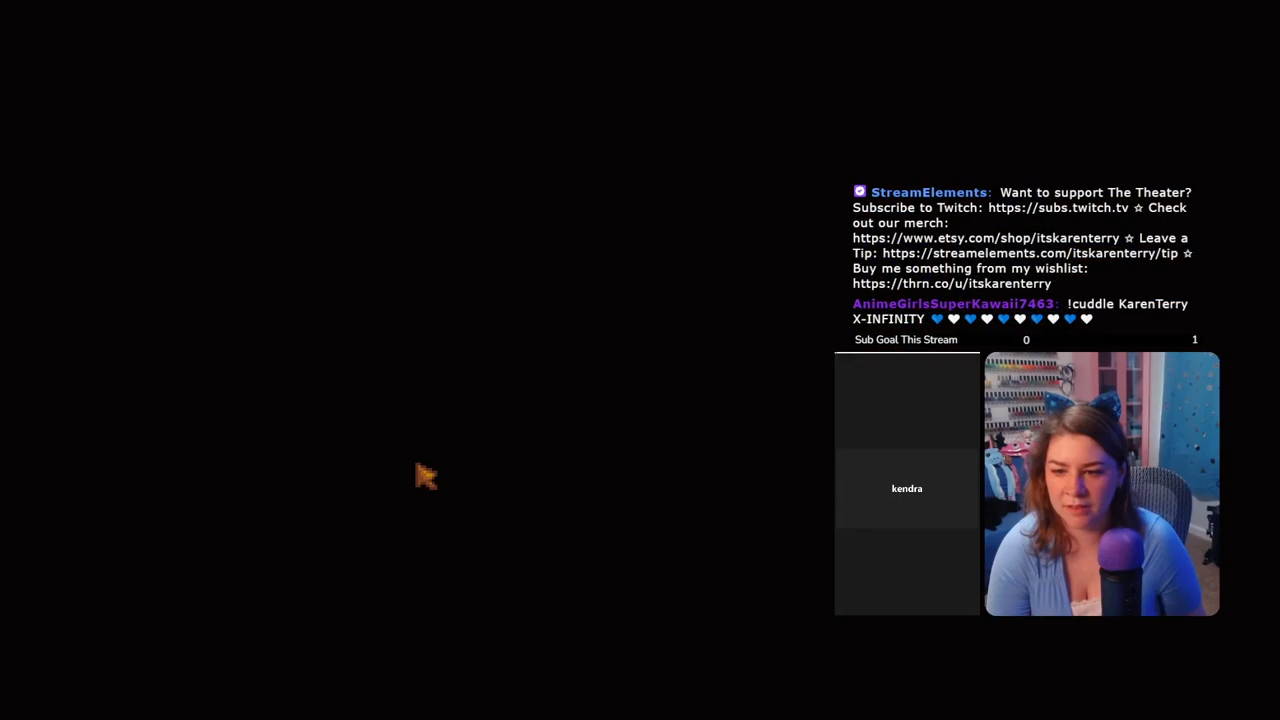 StreamElements: Want to support The Theater?
Subscribe to Twitch: https://subs.twitch.tv ☆ Check
out our merch:
https://www.etsy.com/shop/itskarenterry ☆ Leave a
Tip: https://streamelements.com/itskarenterry/tip ☆
Buy me something from my wishlist:
https://thrn.co/u/itskarenterry
AnimeGirlsSuperKawaii7463: !cuddle KarenTerry
X-INFINITY 💙🤍💙🤍💙🤍💙🤍💙🤍
Sub Goal This Stream 0 1
kendra